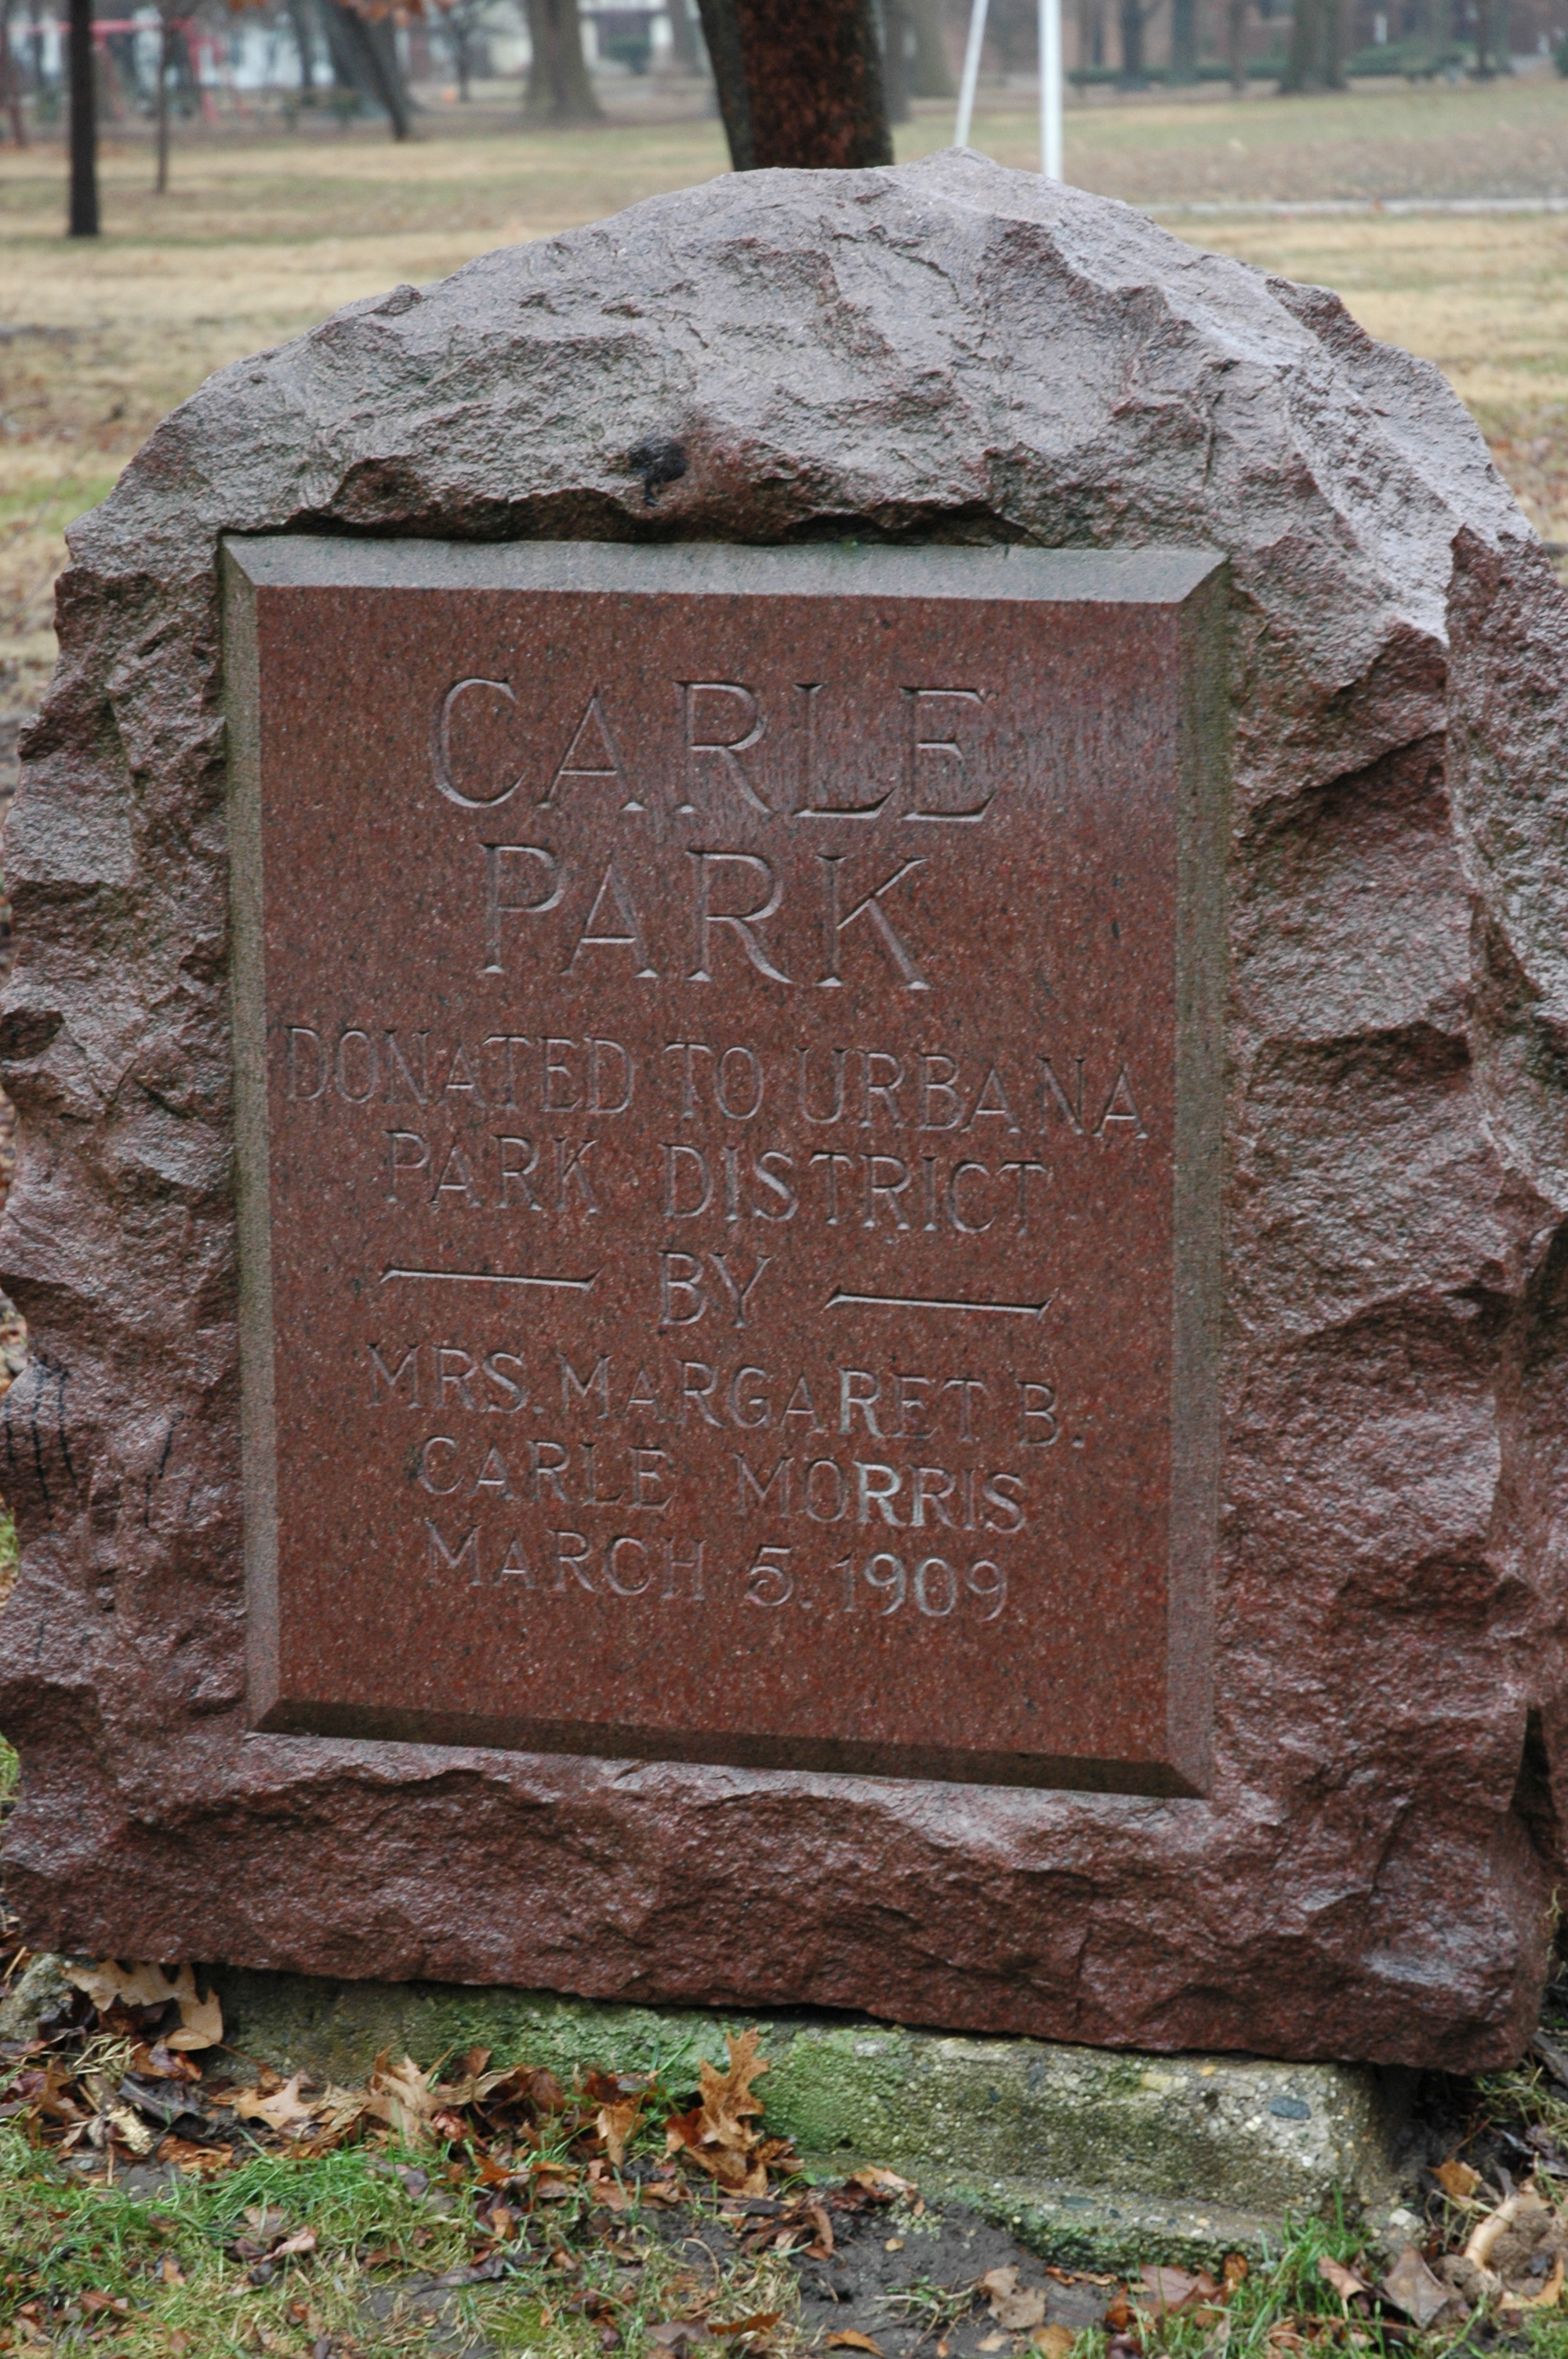 CARLE
PARK
DONATED TO URBANA
PARK DISTRICT
BY
MRS. MARGARET B.
CARLE MORRIS
MARCH 5. 1909